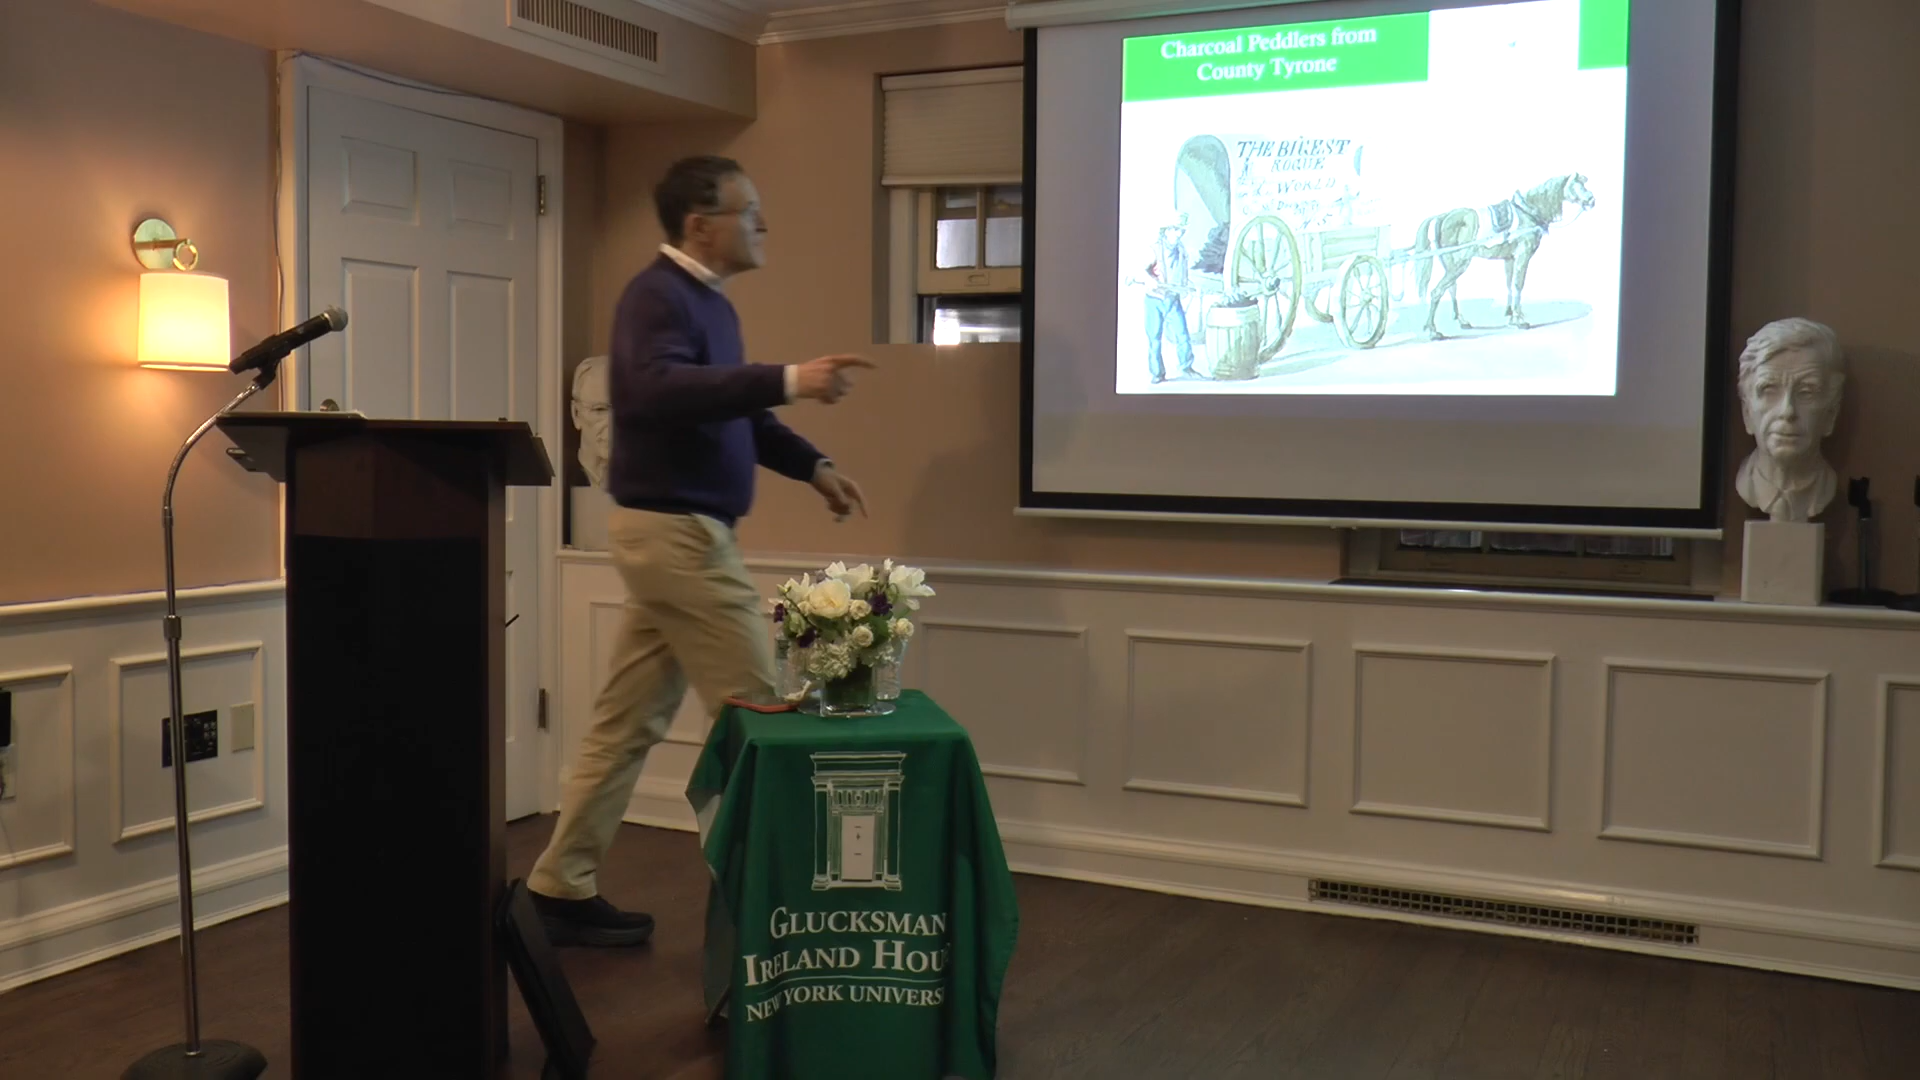 Charcoal Peddlers from
County Tyrone
THE BIGEST
ROGUE
WORLD
GLUCKSMAN
IRELAND HOU
NEW YORK UNIVERS